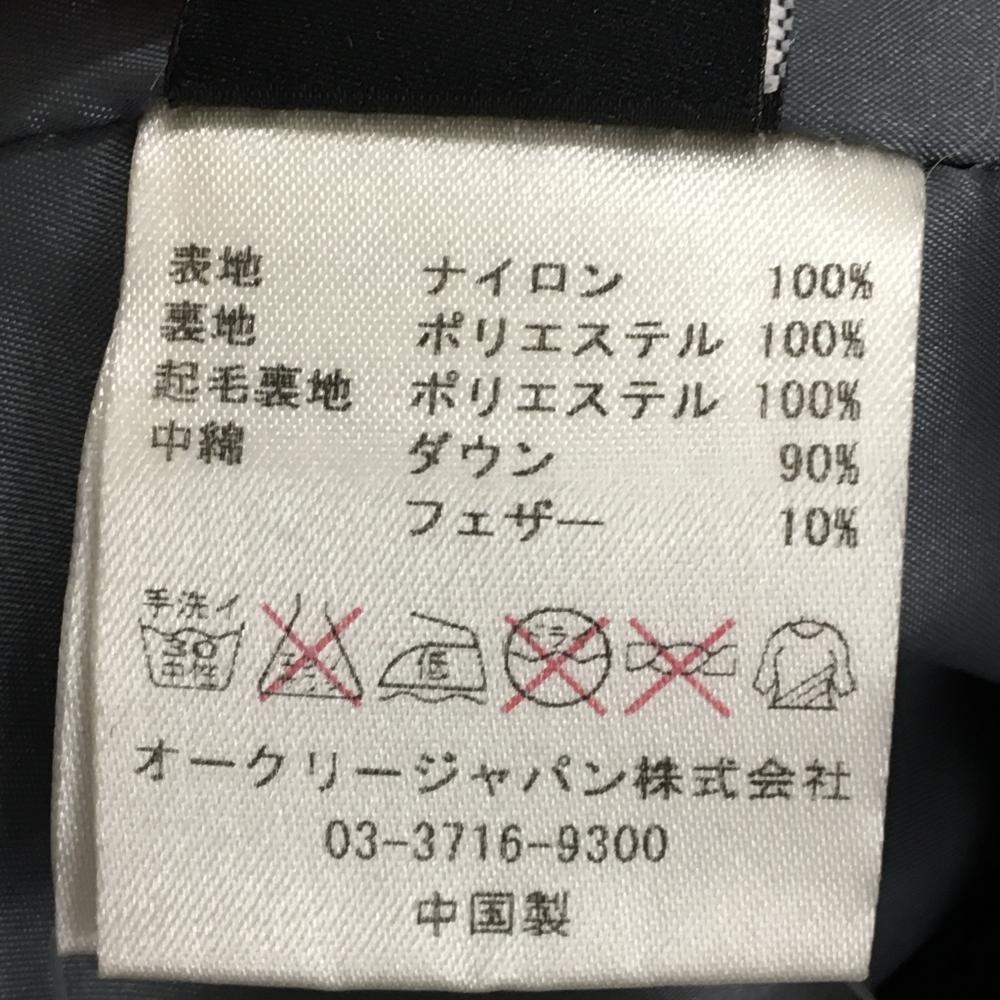 表地 ナイロン 100%
裏地 ポリエステル 100%
起毛裏地 ポリエステル 100%
中綿 ダウン 90%
フェザー 10%
手洗イ
30
中性
低
オークリージャパン株式会社
03-3716-9300
中国製